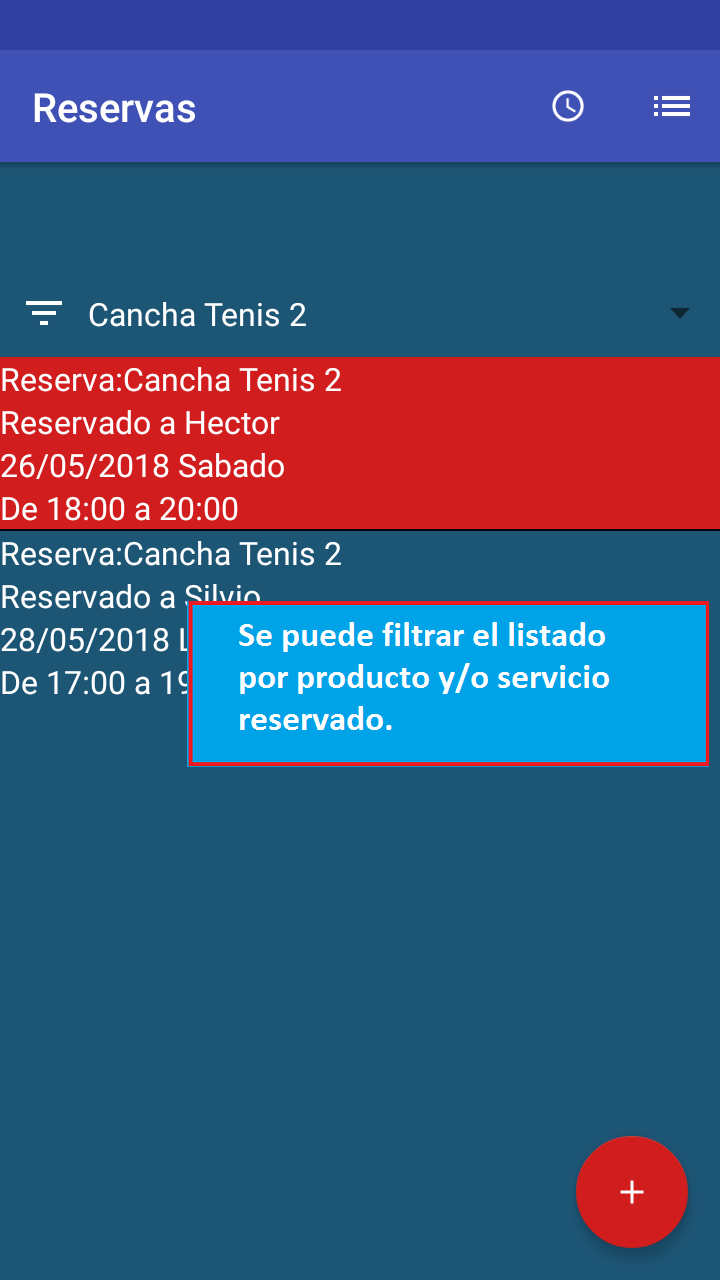 Reservas
Cancha Tenis 2
Reserva:Cancha Tenis 2
Reservado a Hector
26/05/2018 Sabado
De 18:00 a 20:00
Reserva:Cancha Tenis 2
Reservado a Silvio
28/05/2018 L
De 17:00 a 19
Se puede filtrar el listado
por producto y/o servicio
reservado.